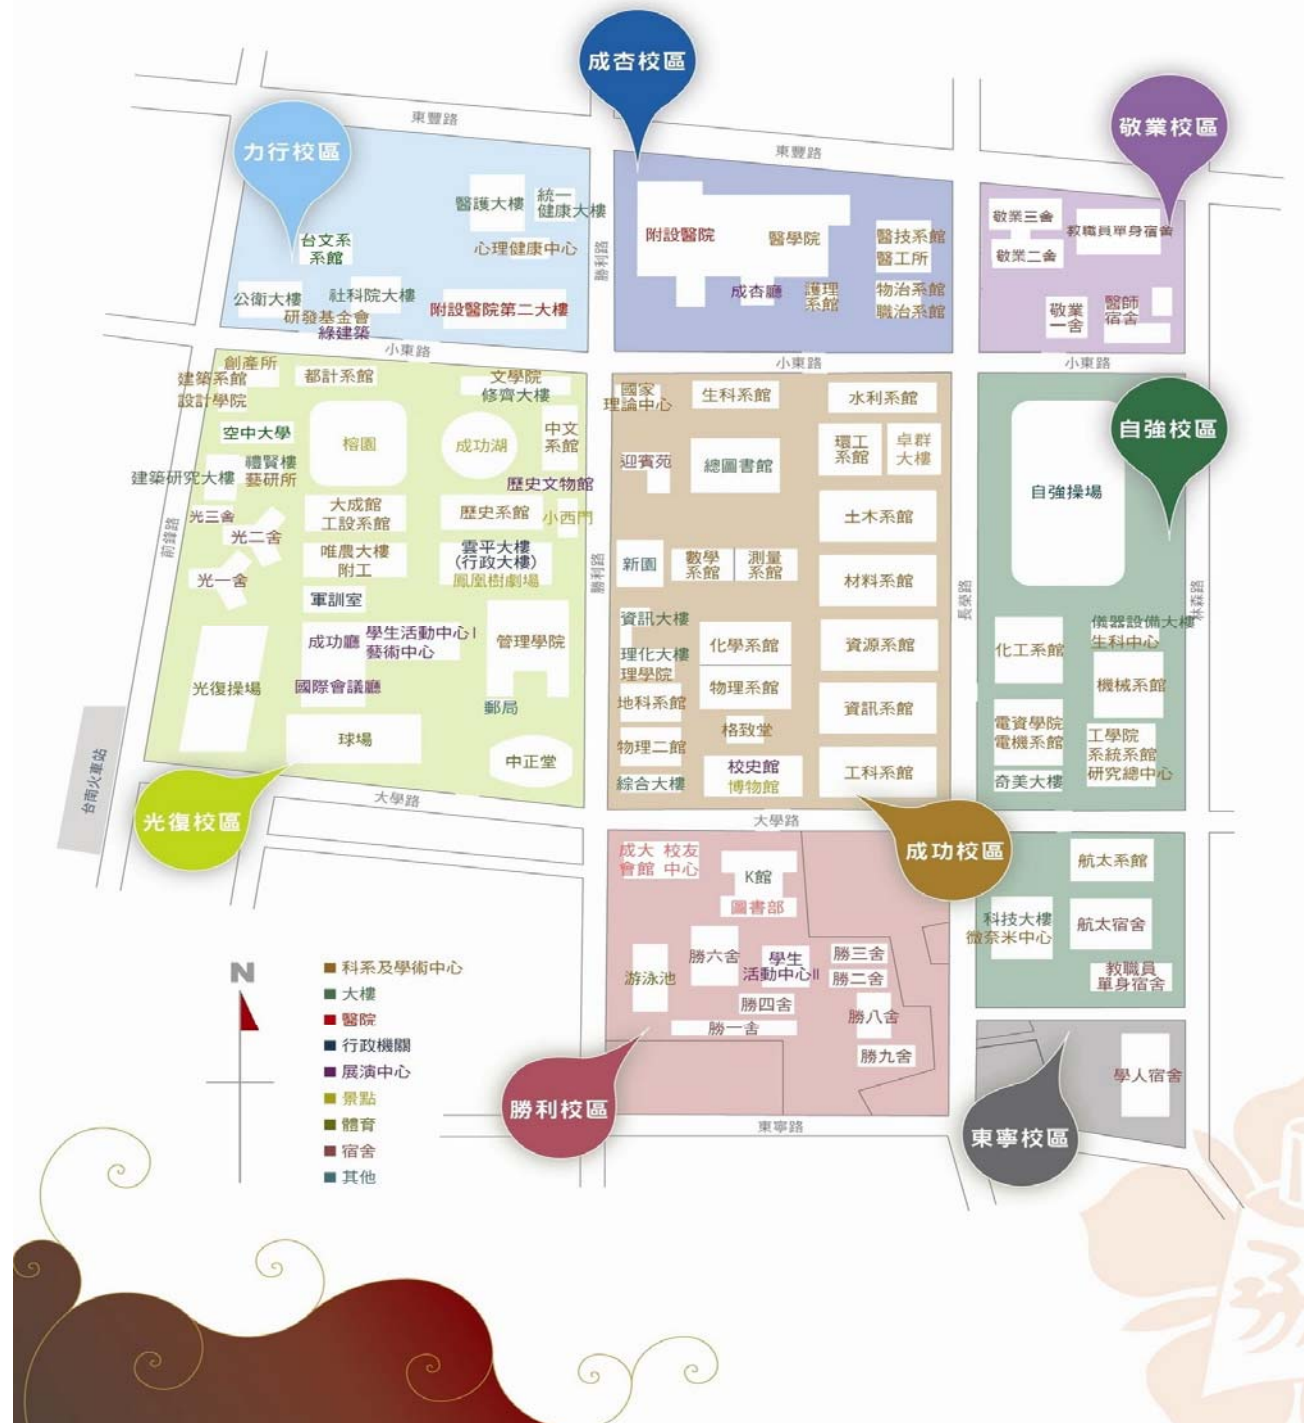 成杏校區
力行校區
敬業校區
東豐路
東豐路
醫護大樓
統一
健康大樓
心理健康中心
台文系
系館
公衛大樓
社科院大樓
研發基金會
綠建築
附設醫院第二大樓
勝利路
附設醫院
醫學院
醫技系館
醫工所
成杏廳
護理
系館
物治系館
職治系館
敬業三舍
教職員單身宿舍
敬業二舍
敬業
一舍
醫師
宿舍
小東路
小東路
小東路
創產所
建築系館
設計學院
都計系館
文學院
修齊大樓
空中大學
榕園
成功湖
中文
系館
建築研究大樓
禮賢樓
藝研所
歷史文物館
光三舍
大成館
工設系館
歷史系館
小西門
光二舍
前鋒路
唯農大樓
附工
雲平大樓
(行政大樓)
鳳凰樹劇場
光一舍
軍訓室
成功廳
學生活動中心I
藝術中心
管理學院
光復操場
國際會議廳
郵局
球場
中正堂
勝利路
台南火車站
光復校區
大學路
國家
理論中心
生科系館
水利系館
迎賓苑
總圖書館
環工
系館
卓群
大樓
土木系館
新園
數學
系館
測量
系館
材料系館
資訊大樓
化學系館
資源系館
理化大樓
理學院
地科系館
物理系館
資訊系館
格致堂
物理二館
校史館
博物館
工科系館
綜合大樓
大學路
成功校區
長榮路
自強校區
自強操場
林森路
儀器設備大樓
生科中心
化工系館
機械系館
電資學院
電機系館
工學院
系統系館
研究總中心
奇美大樓
航太系館
科技大樓
微奈米中心
航太宿舍
教職員
單身宿舍
成大 校友
會館 中心
K館
圖書部
游泳池
勝六舍
學生
活動中心II
勝三舍
勝二舍
勝四舍
勝一舍
勝八舍
勝九舍
勝利校區
東寧路
學人宿舍
東寧校區
N
科系及學術中心
大樓
醫院
行政機關
展演中心
景點
體育
宿舍
其他